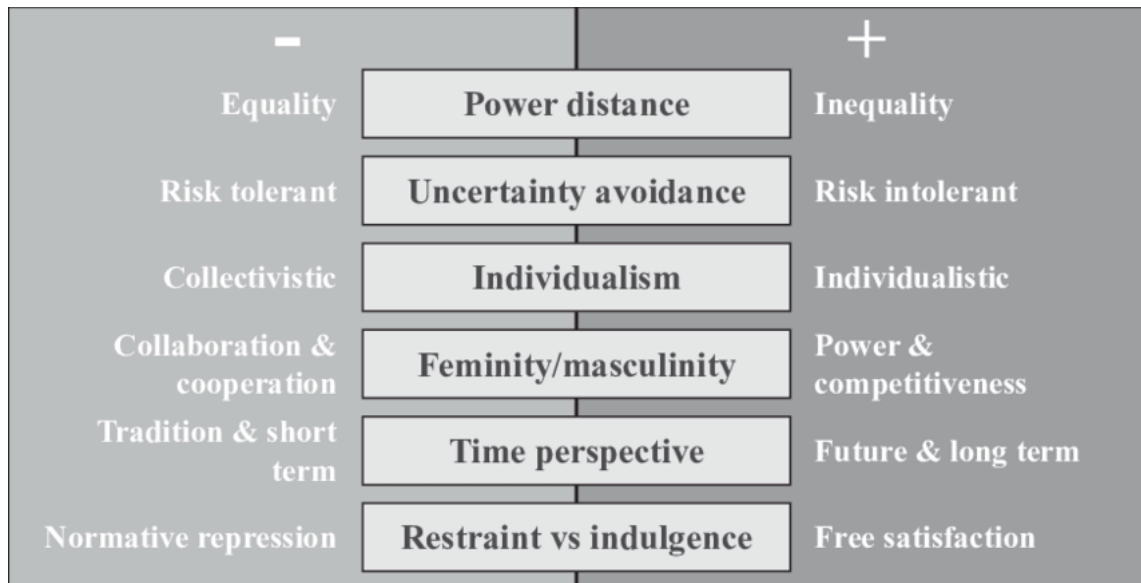 - +
Equality Power distance Inequality
Risk tolerant Uncertainty avoidance Risk intolerant
Collectivistic Individualism Individualistic
Collaboration &
cooperation Feminity/masculinity Power &
competitiveness
Tradition & short
term Time perspective Future & long term
Normative repression Restraint vs indulgence Free satisfaction